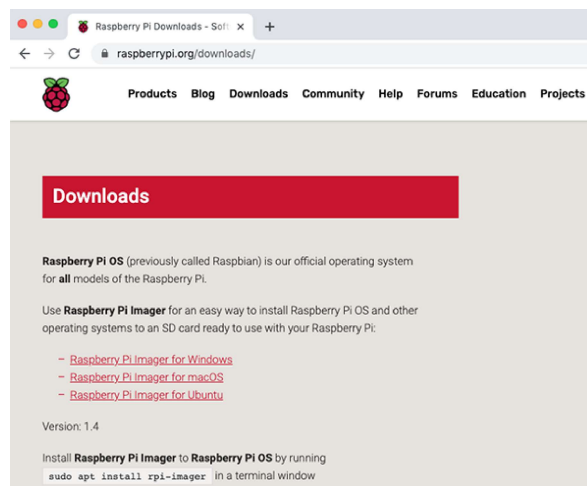 Raspberry Pi Downloads - Sof
raspberrypi.org/downloads/
Products Blog Downloads Community Help Forums Education Projects
Downloads
Raspberry Pi OS (previously called Raspbian) is our official operating system
for all models of the Raspberry Pi.
Use Raspberry Pi Imager for an easy way to install Raspberry Pi OS and other
operating systems to an SD card ready to use with your Raspberry Pi:
– Raspberry Pi Imager for Windows
– Raspberry Pi Imager for macOS
– Raspberry Pi Imager for Ubuntu
Version: 1.4
Install Raspberry Pi Imager to Raspberry Pi OS by running
sudo apt install rpi-imager in a terminal window